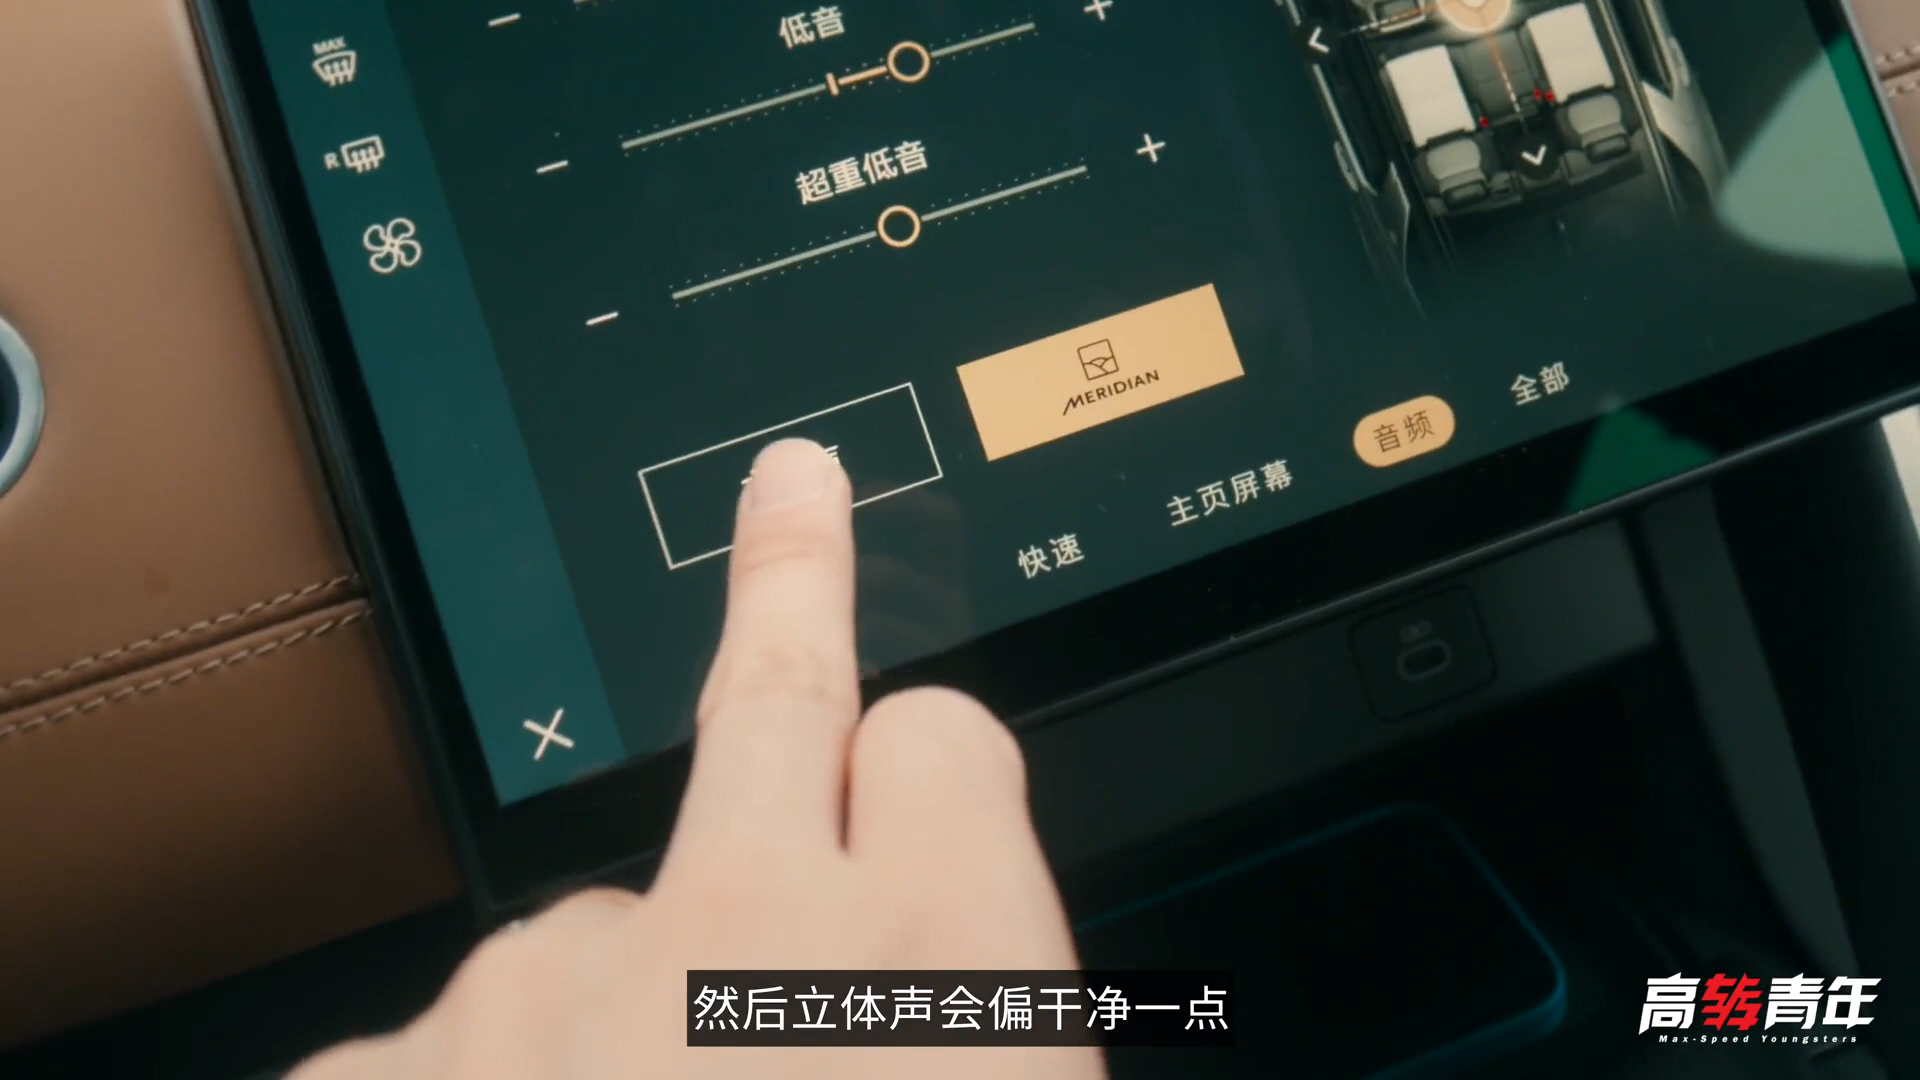 低音
MAX
超重低音
R
MERIDIAN
全部
音频
主页屏幕
快速
然后立体声会偏干净一点
高转青年
Max-Speed Youngsters